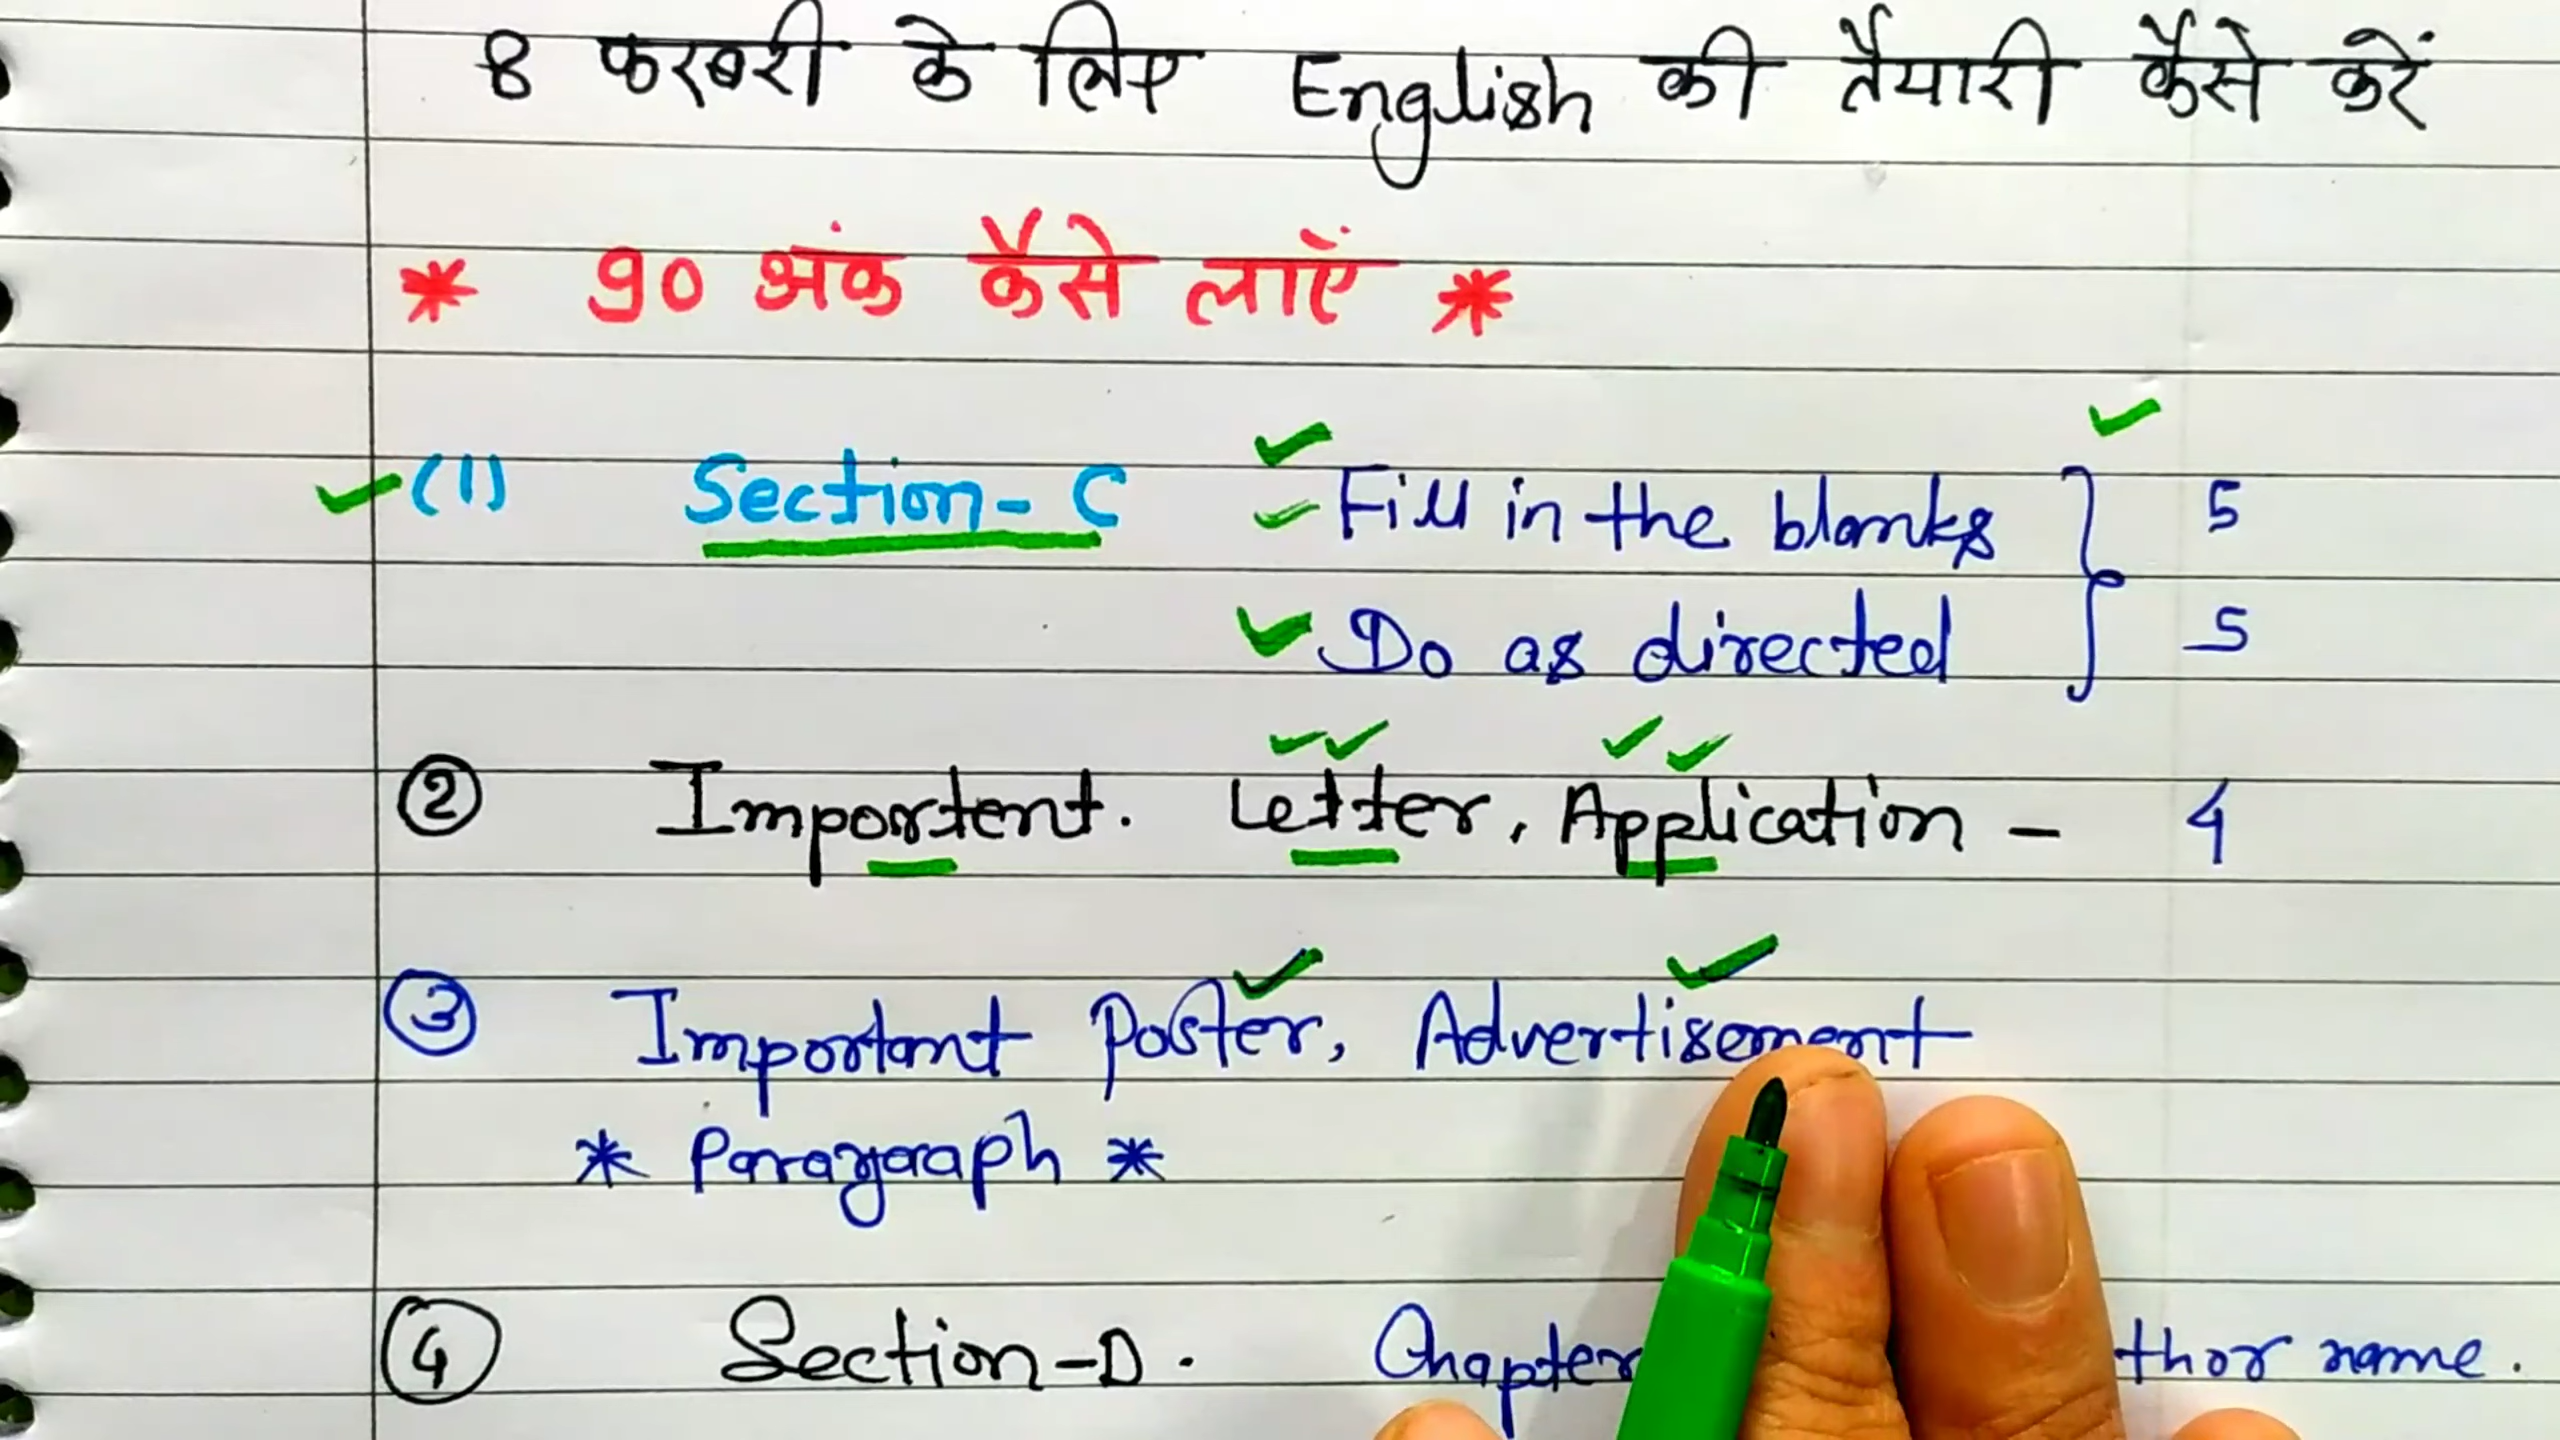 8 फरबरी के लिए English की तैयारी कैसे करें
* 90 अंक कैसे लाएं *
(1) Section - C Fill in the blanks 5
Do as directed 5
② Importent. Letter, Application - 4
③ Important Poster, Advertisement
* Paragraph *
④ Section - D. Chapter thor name.